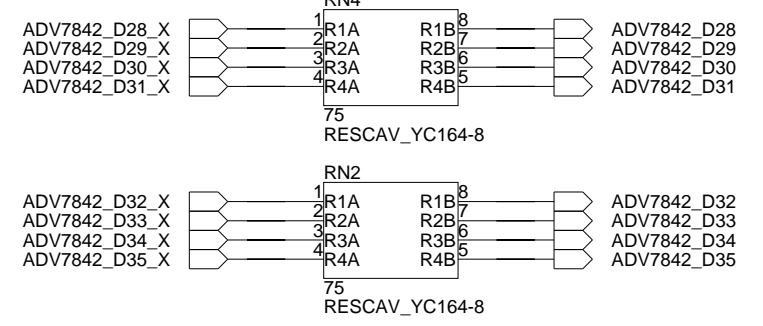 RN4
ADV7842_D28_X 1 R1A R1B 8 ADV7842_D28
ADV7842_D29_X 2 R2A R2B 7 ADV7842_D29
ADV7842_D30_X 3 R3A R3B 6 ADV7842_D30
ADV7842_D31_X 4 R4A R4B 5 ADV7842_D31
75
RESCAV_YC164-8
RN2
ADV7842_D32_X 1 R1A R1B 8 ADV7842_D32
ADV7842_D33_X 2 R2A R2B 7 ADV7842_D33
ADV7842_D34_X 3 R3A R3B 6 ADV7842_D34
ADV7842_D35_X 4 R4A R4B 5 ADV7842_D35
75
RESCAV_YC164-8